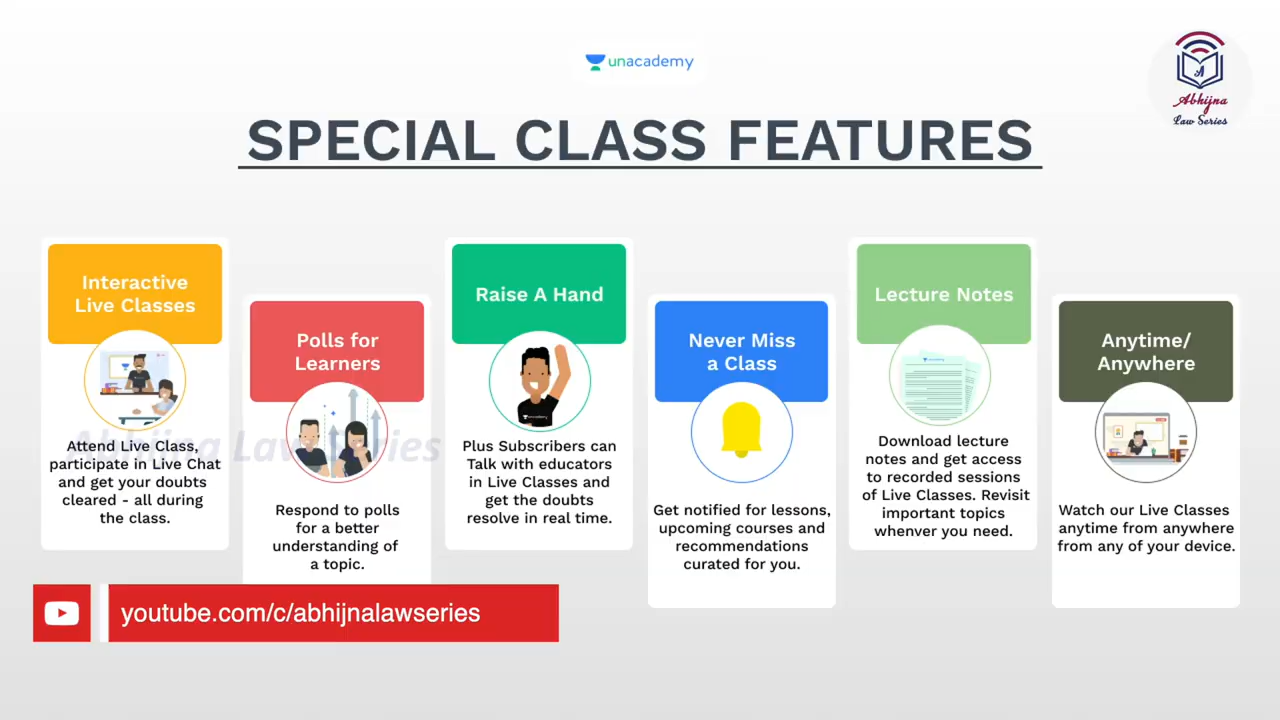 unacademy
A
Abhijna
Law Series
SPECIAL CLASS FEATURES
Interactive
Live Classes
Attend Live Class,
participate in Live Chat
and get your doubts
cleared - all during
the class.
Polls for
Learners
Respond to polls
for a better
understanding of
a topic.
Raise A Hand
unacademy
Plus Subscribers can
Talk with educators
in Live Classes and
get the doubts
resolve in real time.
Never Miss
a Class
Get notified for lessons,
upcoming courses and
recommendations
curated for you.
Lecture Notes
unacademy
Download lecture
notes and get access
to recorded sessions
of Live Classes. Revisit
important topics
whenver you need.
Anytime/
Anywhere
Watch our Live Classes
anytime from anywhere
from any of your device.
Abhijna Law Series
youtube.com/c/abhijnalawseries